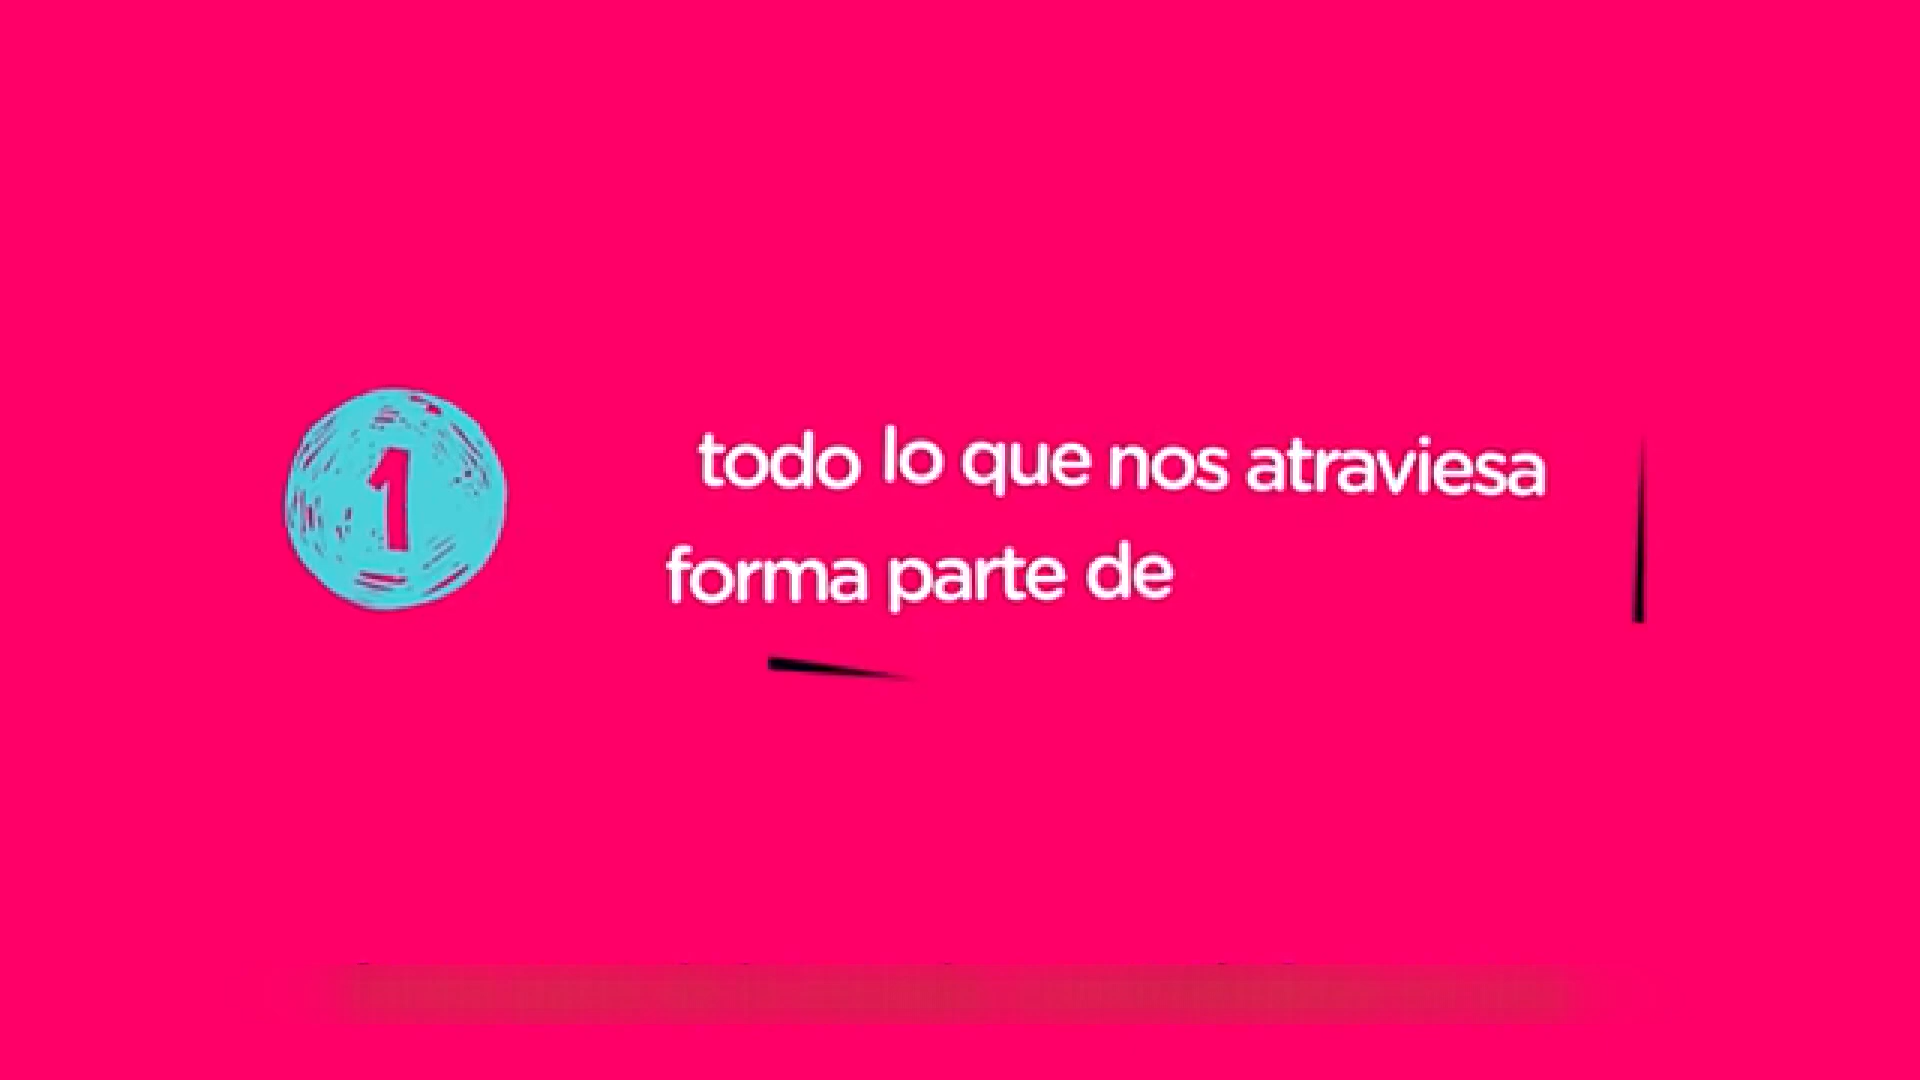 1
todo lo que nos atraviesa
forma parte de